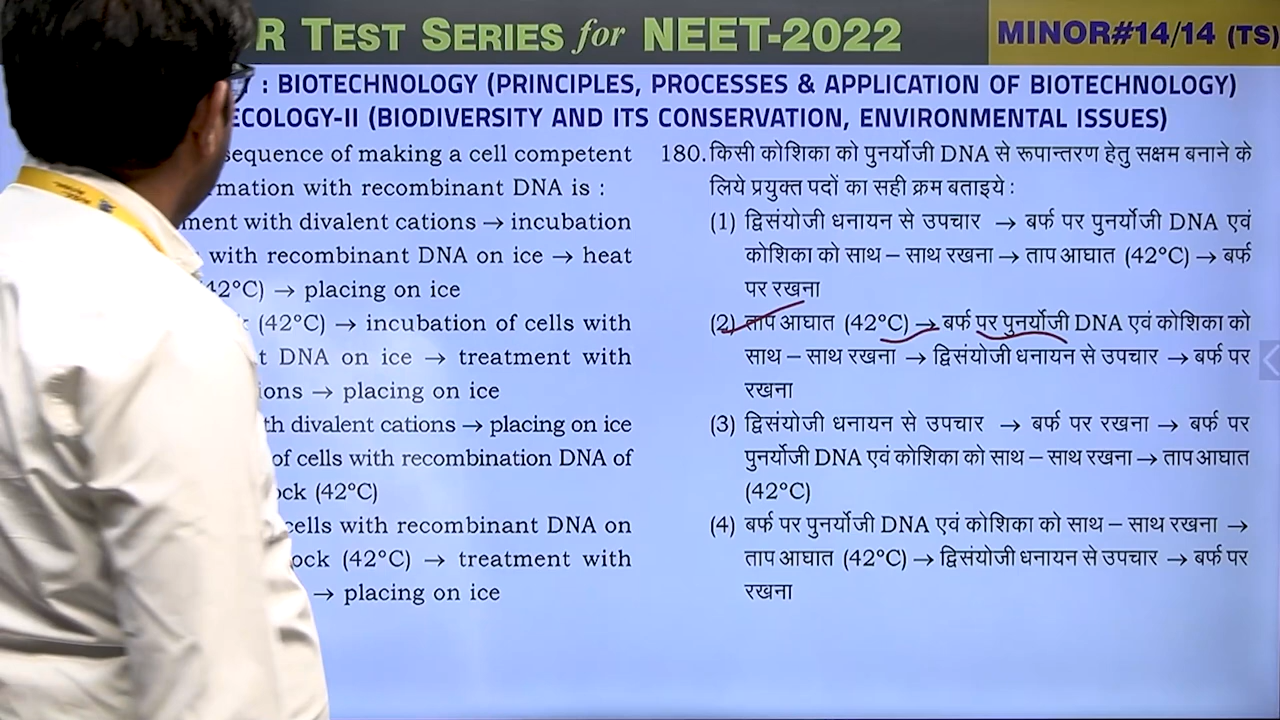 R TEST SERIES for NEET-2022
MINOR#14/14 (TS)
: BIOTECHNOLOGY (PRINCIPLES, PROCESSES & APPLICATION OF BIOTECHNOLOGY)
ECOLOGY-II (BIODIVERSITY AND ITS CONSERVATION, ENVIRONMENTAL ISSUES)
sequence of making a cell competent
rmation with recombinant DNA is :
ment with divalent cations → incubation
with recombinant DNA on ice → heat
(42°C) → placing on ice
(42°C) → incubation of cells with
t DNA on ice → treatment with
ions → placing on ice
th divalent cations → placing on ice
of cells with recombination DNA of
ock (42°C)
cells with recombinant DNA on
ock (42°C) → treatment with
→ placing on ice
180. किसी कोशिका को पुनर्योजी DNA से रूपान्तरण हेतु सक्षम बनाने के
लिये प्रयुक्त पदों का सही क्रम बताइये :
(1) द्विसंयोजी धनायन से उपचार → बर्फ पर पुनर्योजी DNA एवं
कोशिका को साथ – साथ रखना → ताप आघात (42°C) → बर्फ
पर रखना
(2) ताप आघात (42°C) → बर्फ पर पुनर्योजी DNA एवं कोशिका को
साथ – साथ रखना → द्विसंयोजी धनायन से उपचार → बर्फ पर
रखना
(3) द्विसंयोजी धनायन से उपचार → बर्फ पर रखना → बर्फ पर
पुनर्योजी DNA एवं कोशिका को साथ – साथ रखना → ताप आघात
(42°C)
(4) बर्फ पर पुनर्योजी DNA एवं कोशिका को साथ – साथ रखना →
ताप आघात (42°C) → द्विसंयोजी धनायन से उपचार → बर्फ पर
रखना